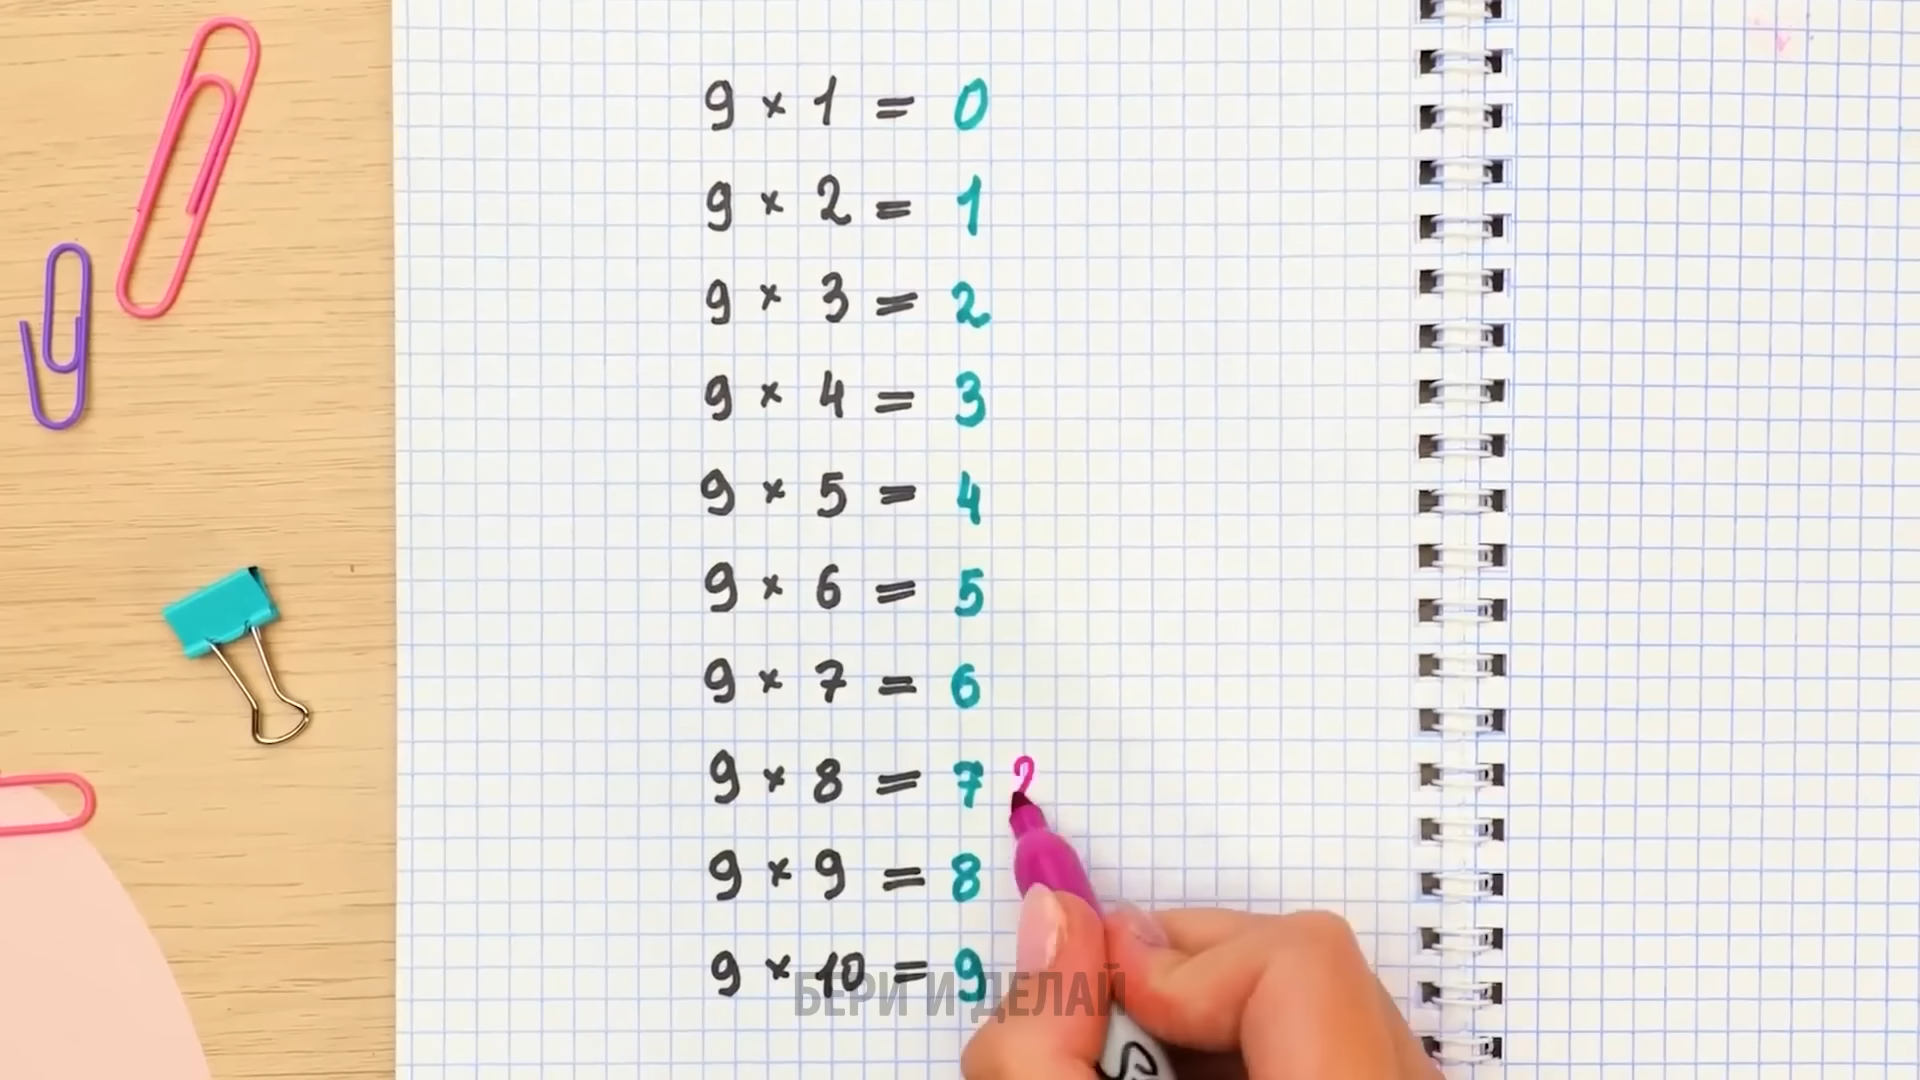 9 × 1 = 0
9 × 2 = 1
9 × 3 = 2
9 × 4 = 3
9 × 5 = 4
9 × 6 = 5
9 × 7 = 6
9 × 8 = 7 2
9 × 9 = 8
9 × 10 = 9
БЕРИ И ДЕЛАЙ